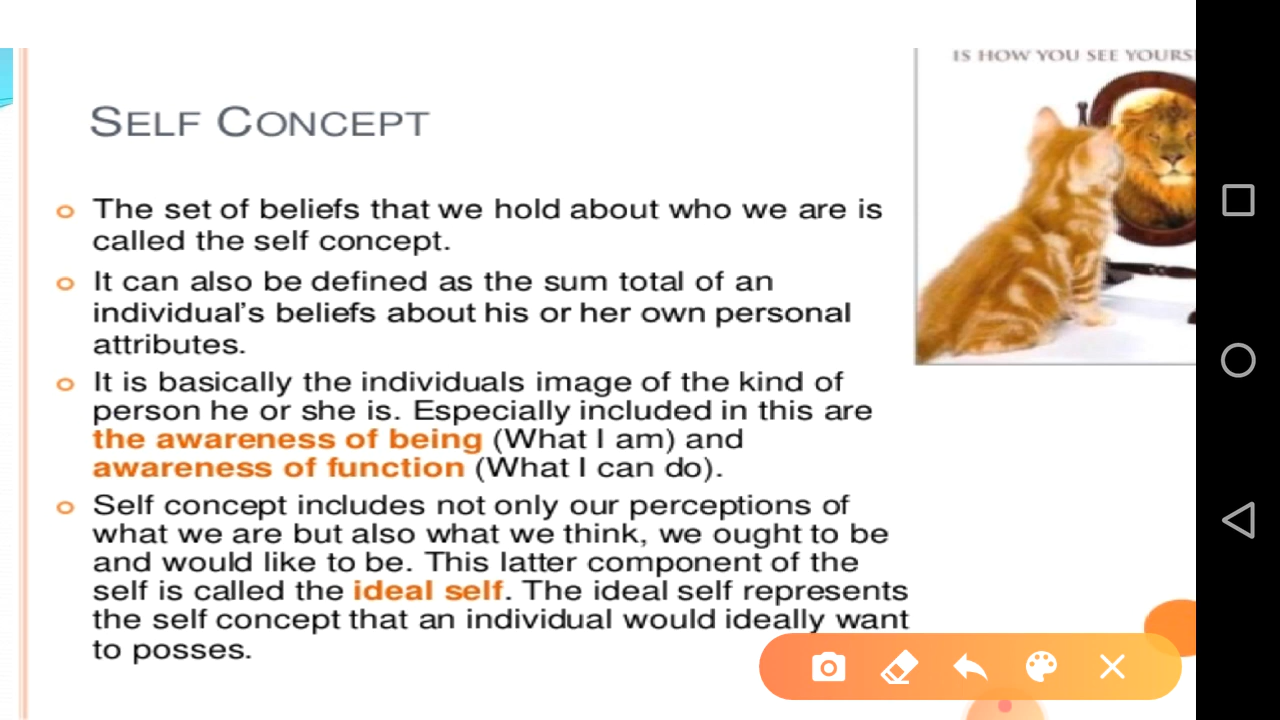 IS HOW YOU SEE YOURS
SELF CONCEPT
The set of beliefs that we hold about who we are is
called the self concept.
It can also be defined as the sum total of an
individual's beliefs about his or her own personal
attributes.
It is basically the individuals image of the kind of
person he or she is. Especially included in this are
the awareness of being (What I am) and
awareness of function (What I can do).
Self concept includes not only our perceptions of
what we are but also what we think, we ought to be
and would like to be. This latter component of the
self is called the ideal self. The ideal self represents
the self concept that an individual would ideally want
to posses.